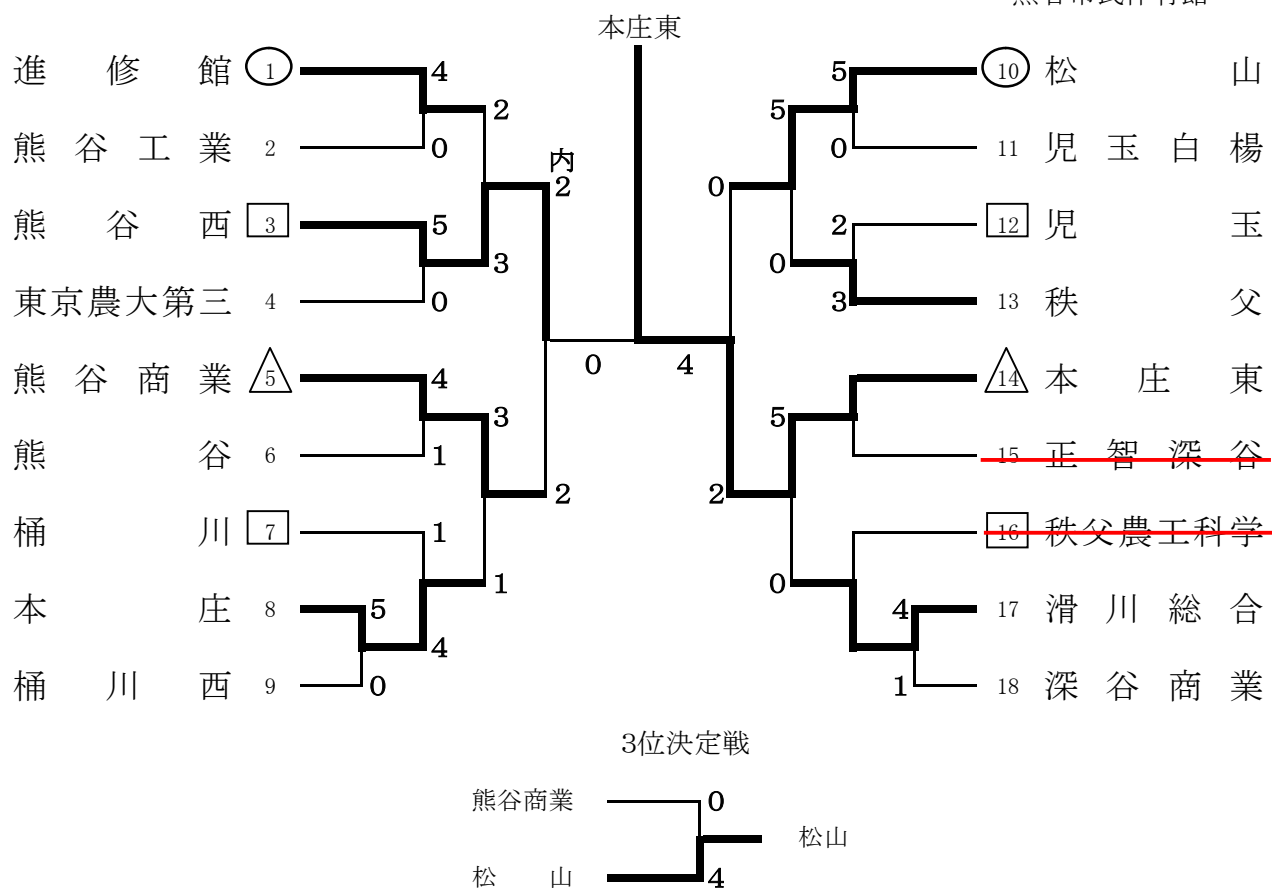 本庄東
進修館 1 4 5 10 松山
2 5
熊谷工業 2 0 0 11 児玉白楊
内
2 0
熊谷西 3 5 2 12 児玉
3 0
東京農大第三 4 0 3 13 秩父
0 4
熊谷商業 5 4 14 本庄東
3 5
熊谷 6 1 15 正智深谷
2 2
桶川 7 1 16 秩父農工科学
1 0
本庄 8 5 4 17 滑川総合
4
桶川西 9 0 1 18 深谷商業
3位決定戦
熊谷商業 0
松山
松山 4